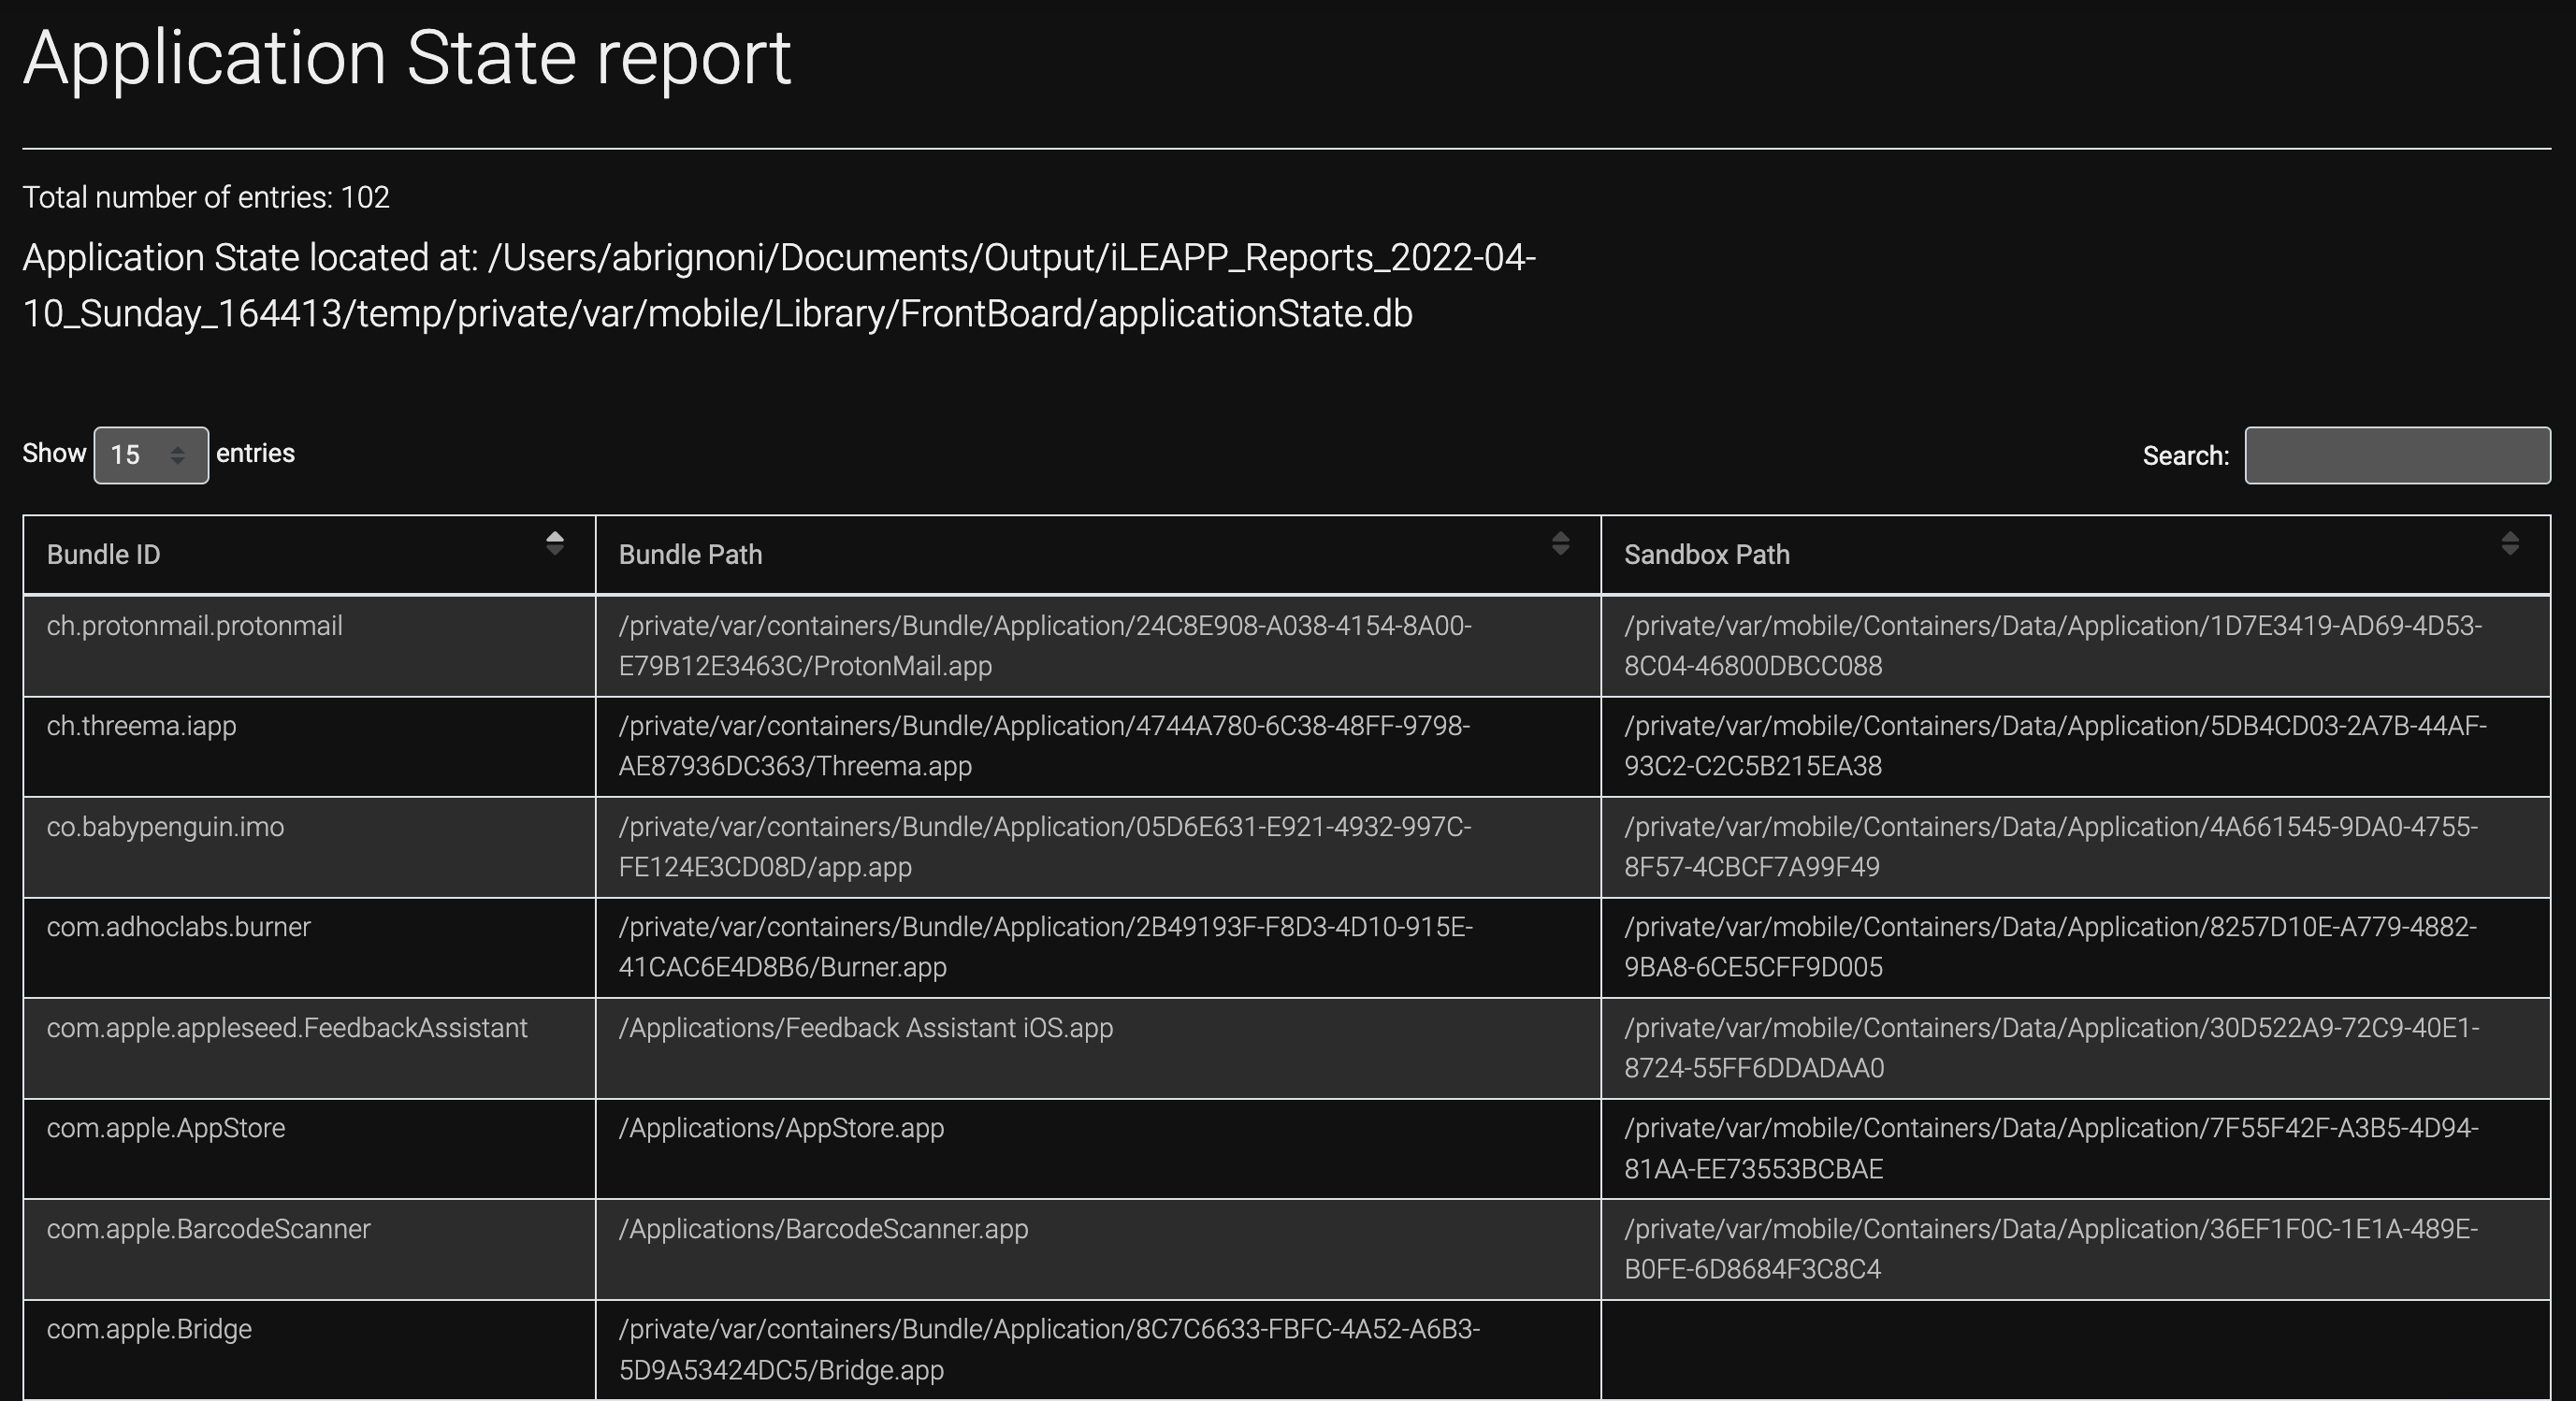 Application State report
Total number of entries: 102
Application State located at: /Users/abrignoni/Documents/Output/iLEAPP_Reports_2022-04-
10_Sunday_164413/temp/private/var/mobile/Library/FrontBoard/applicationState.db
Show 15 entries
Search:
Bundle ID
Bundle Path
Sandbox Path
ch.protonmail.protonmail
/private/var/containers/Bundle/Application/24C8E908-A038-4154-8A00-
E79B12E3463C/ProtonMail.app
/private/var/mobile/Containers/Data/Application/1D7E3419-AD69-4D53-
8C04-46800DBCC088
ch.threema.iapp
/private/var/containers/Bundle/Application/4744A780-6C38-48FF-9798-
AE87936DC363/Threema.app
/private/var/mobile/Containers/Data/Application/5DB4CD03-2A7B-44AF-
93C2-C2C5B215EA38
co.babypenguin.imo
/private/var/containers/Bundle/Application/05D6E631-E921-4932-997C-
FE124E3CD08D/app.app
/private/var/mobile/Containers/Data/Application/4A661545-9DA0-4755-
8F57-4CBCF7A99F49
com.adhoclabs.burner
/private/var/containers/Bundle/Application/2B49193F-F8D3-4D10-915E-
41CAC6E4D8B6/Burner.app
/private/var/mobile/Containers/Data/Application/8257D10E-A779-4882-
9BA8-6CE5CFF9D005
com.apple.appleseed.FeedbackAssistant
/Applications/Feedback Assistant iOS.app
/private/var/mobile/Containers/Data/Application/30D522A9-72C9-40E1-
8724-55FF6DDADAA0
com.apple.AppStore
/Applications/AppStore.app
/private/var/mobile/Containers/Data/Application/7F55F42F-A3B5-4D94-
81AA-EE73553BCBAE
com.apple.BarcodeScanner
/Applications/BarcodeScanner.app
/private/var/mobile/Containers/Data/Application/36EF1F0C-1E1A-489E-
B0FE-6D8684F3C8C4
com.apple.Bridge
/private/var/containers/Bundle/Application/8C7C6633-FBFC-4A52-A6B3-
5D9A53424DC5/Bridge.app